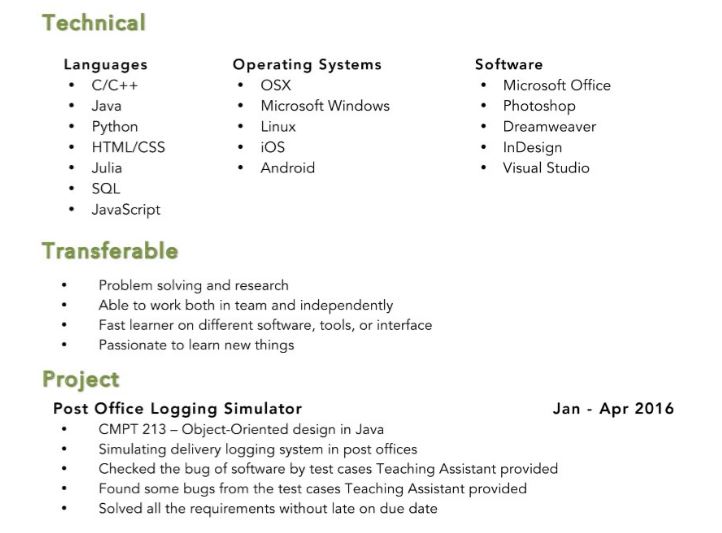 Technical
Languages
• C/C++
• Java
• Python
• HTML/CSS
• Julia
• SQL
• JavaScript
Operating Systems
• OSX
• Microsoft Windows
• Linux
• iOS
• Android
Software
• Microsoft Office
• Photoshop
• Dreamweaver
• InDesign
• Visual Studio
Transferable
• Problem solving and research
• Able to work both in team and independently
• Fast learner on different software, tools, or interface
• Passionate to learn new things
Project
Post Office Logging Simulator Jan - Apr 2016
• CMPT 213 – Object-Oriented design in Java
• Simulating delivery logging system in post offices
• Checked the bug of software by test cases Teaching Assistant provided
• Found some bugs from the test cases Teaching Assistant provided
• Solved all the requirements without late on due date